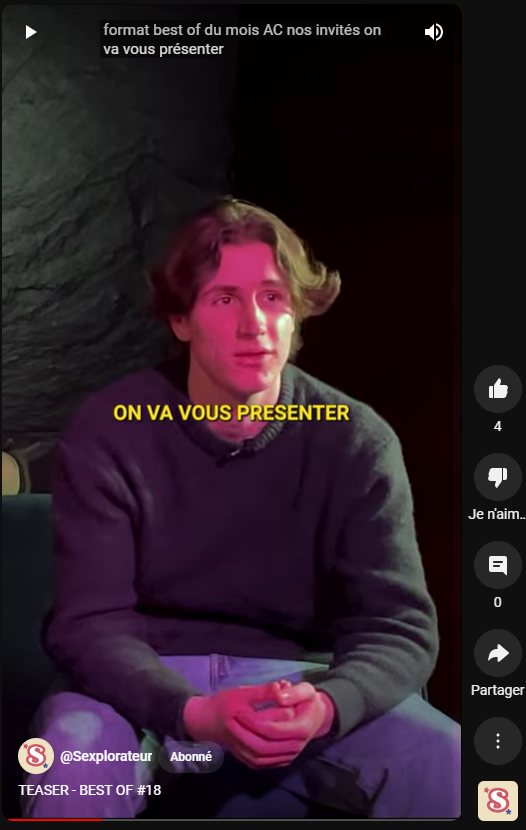 format best of du mois AC nos invités on
va vous présenter
ON VA VOUS PRESENTER
4
Je n'aim...
0
Partager
@Sexplorateur
Abonné
TEASER - BEST OF #18